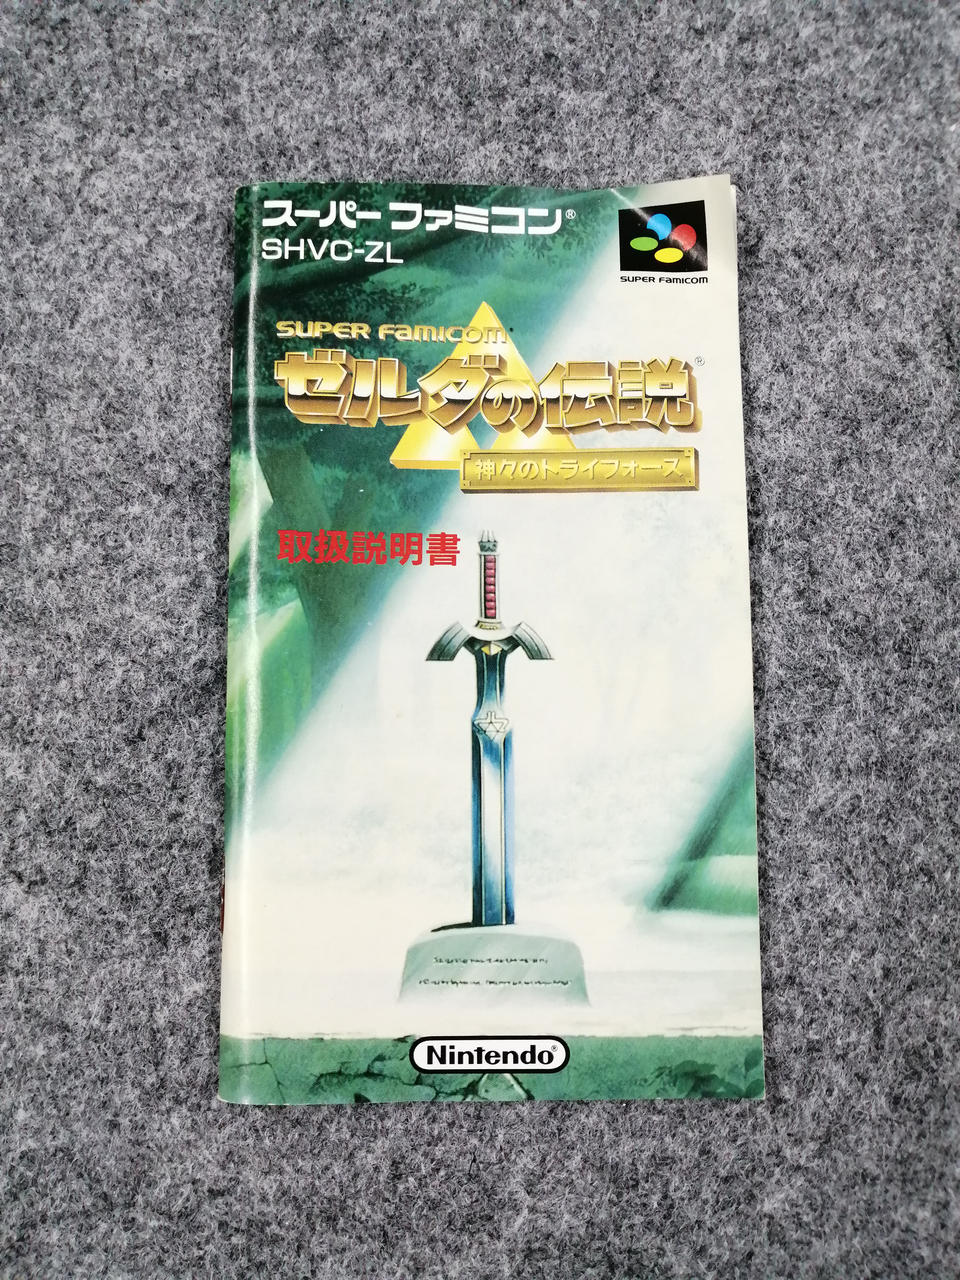 スーパーファミコン®
SHVC-ZL
SUPER FAMICOM
SUPER FAMICOM
ゼルダの伝説®
神々のトライフォース
取扱説明書
Nintendo®